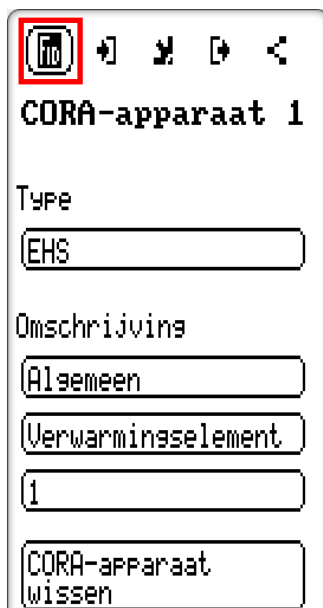 CORA-apparaat 1
Type
EHS
Omschrijving
Algemeen
Verwarmingselement
1
CORA-apparaat
wissen